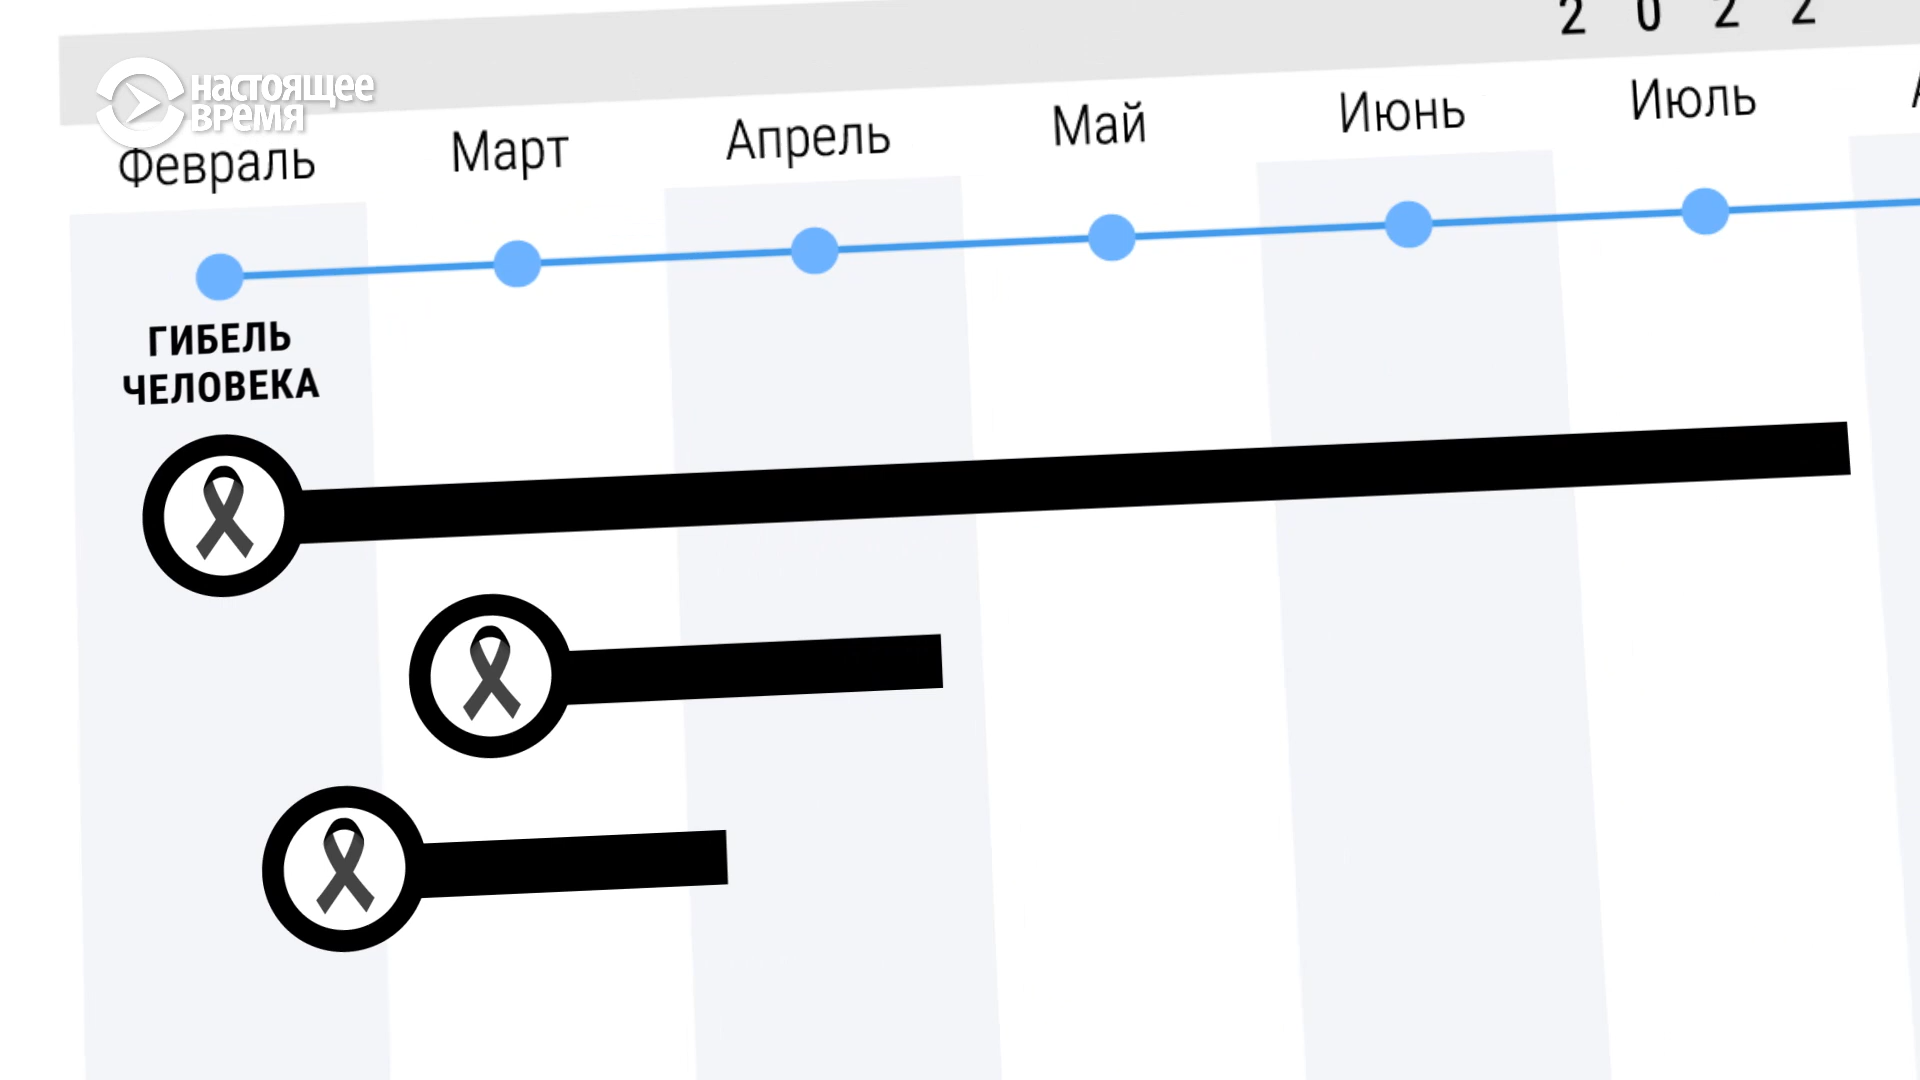 2 0 2 2
настоящее
время
Февраль Март Апрель Май Июнь Июль
ГИБЕЛЬ
ЧЕЛОВЕКА